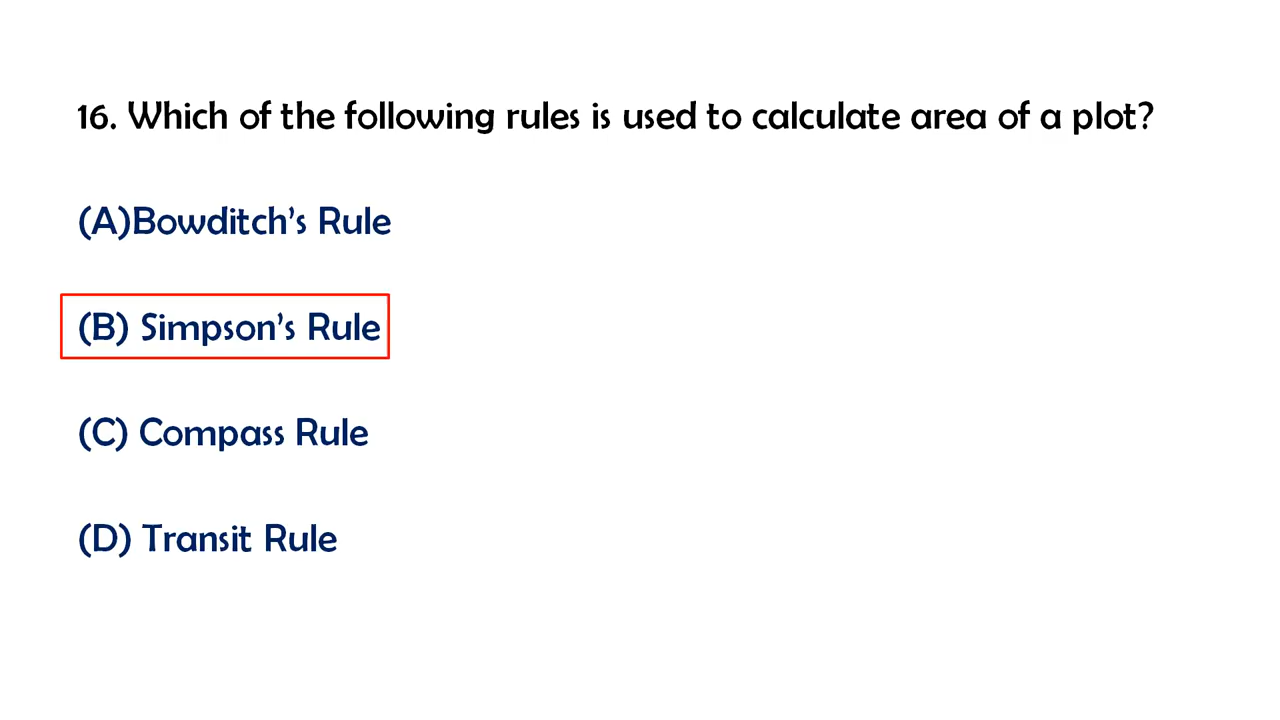 16. Which of the following rules is used to calculate area of a plot?
(A)Bowditch's Rule
(B) Simpson's Rule
(C) Compass Rule
(D) Transit Rule